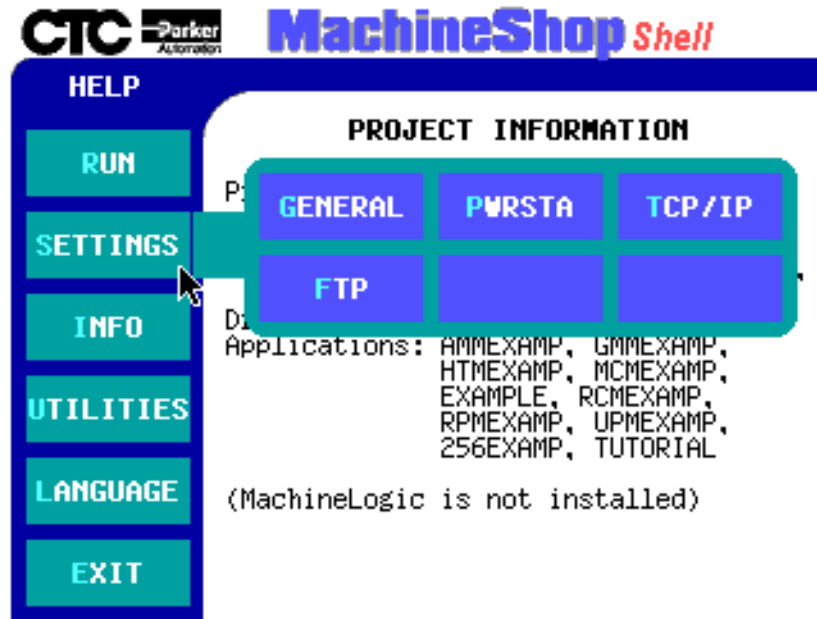 CTC Parker Automation MachineShop Shell
HELP
PROJECT INFORMATION
RUN
GENERAL PWRSTA TCP/IP
SETTINGS
FTP
INFO
Applications: AMMEXAMP, GMMEXAMP,
HTMEXAMP, MCMEXAMP,
EXAMPLE, RCMEXAMP,
UTILITIES
RPMEXAMP, UPMEXAMP,
256EXAMP, TUTORIAL
LANGUAGE
(MachineLogic is not installed)
EXIT